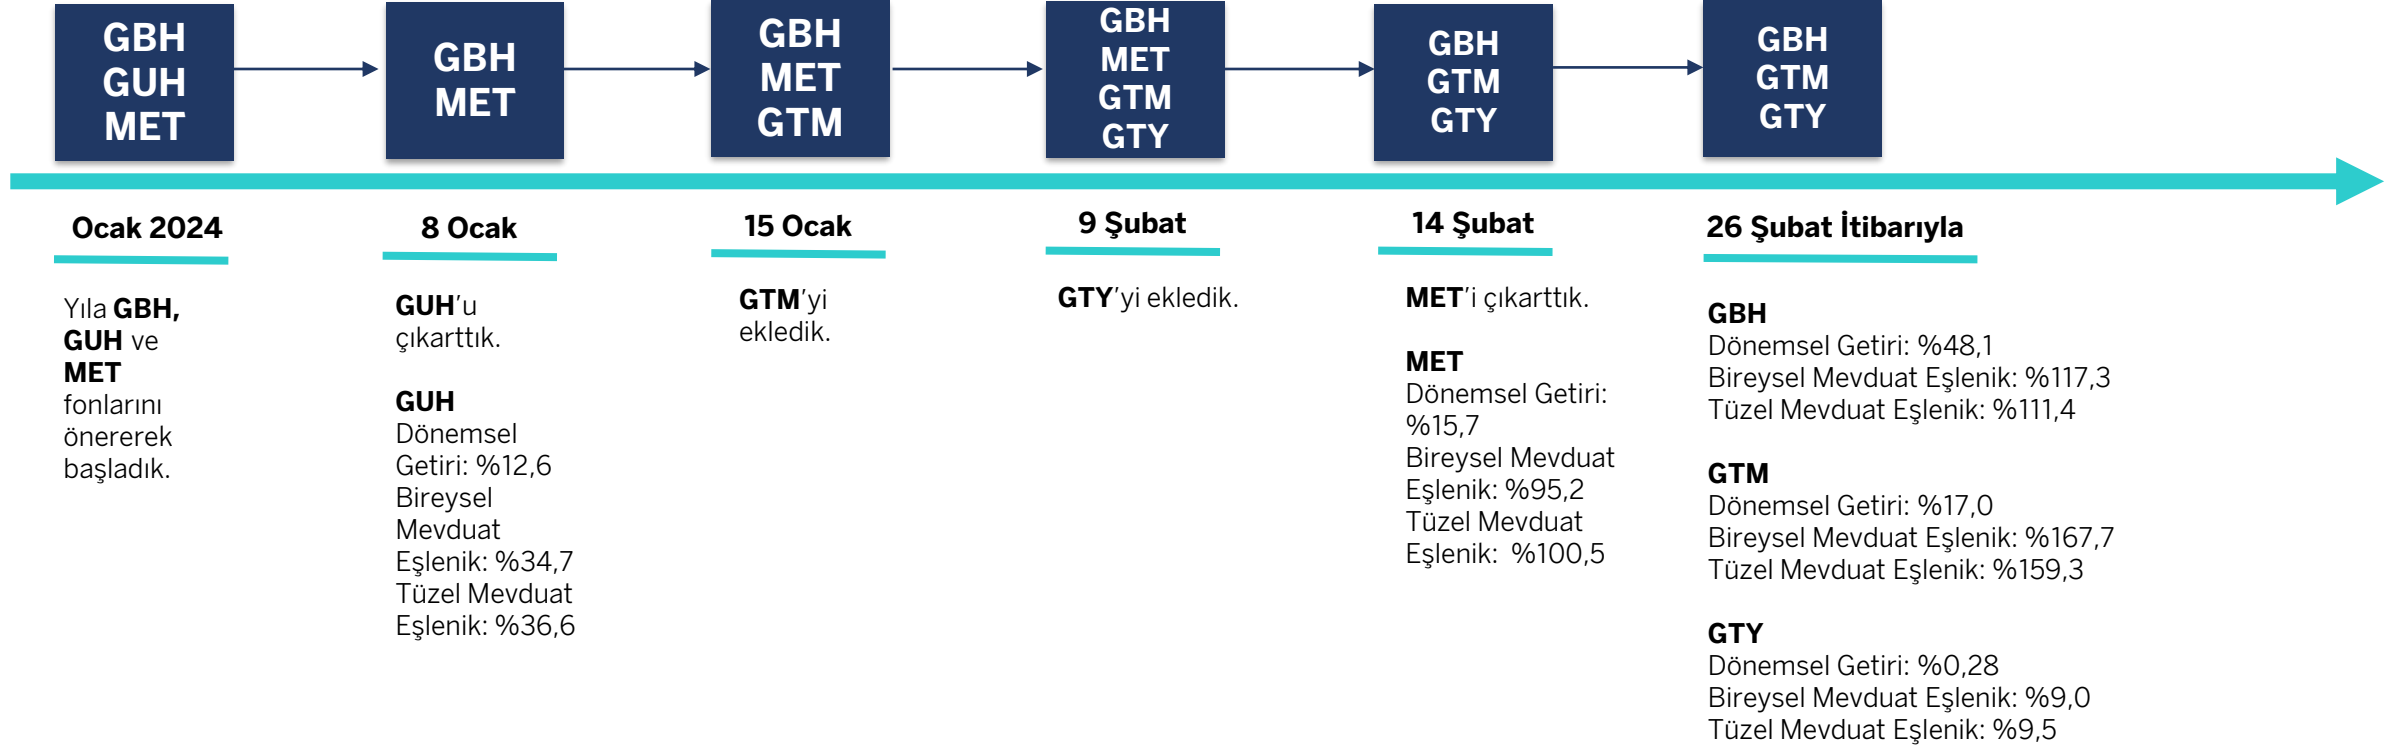 GBH
GUH
MET
GBH
MET
GBH
MET
GTM
GBH
MET
GTM
GTY
GBH
GTM
GTY
GBH
GTM
GTY
Ocak 2024
Yıla GBH,
GUH ve
MET
fonlarını
önererek
başladık.
8 Ocak
GUH'u
çıkarttık.
GUH
Dönemsel
Getiri: %12,6
Bireysel
Mevduat
Eşlenik: %34,7
Tüzel Mevduat
Eşlenik: %36,6
15 Ocak
GTM'yi
ekledik.
9 Şubat
GTY'yi ekledik.
14 Şubat
MET'i çıkarttık.
MET
Dönemsel Getiri:
%15,7
Bireysel Mevduat
Eşlenik: %95,2
Tüzel Mevduat
Eşlenik: %100,5
26 Şubat İtibarıyla
GBH
Dönemsel Getiri: %48,1
Bireysel Mevduat Eşlenik: %117,3
Tüzel Mevduat Eşlenik: %111,4
GTM
Dönemsel Getiri: %17,0
Bireysel Mevduat Eşlenik: %167,7
Tüzel Mevduat Eşlenik: %159,3
GTY
Dönemsel Getiri: %0,28
Bireysel Mevduat Eşlenik: %9,0
Tüzel Mevduat Eşlenik: %9,5